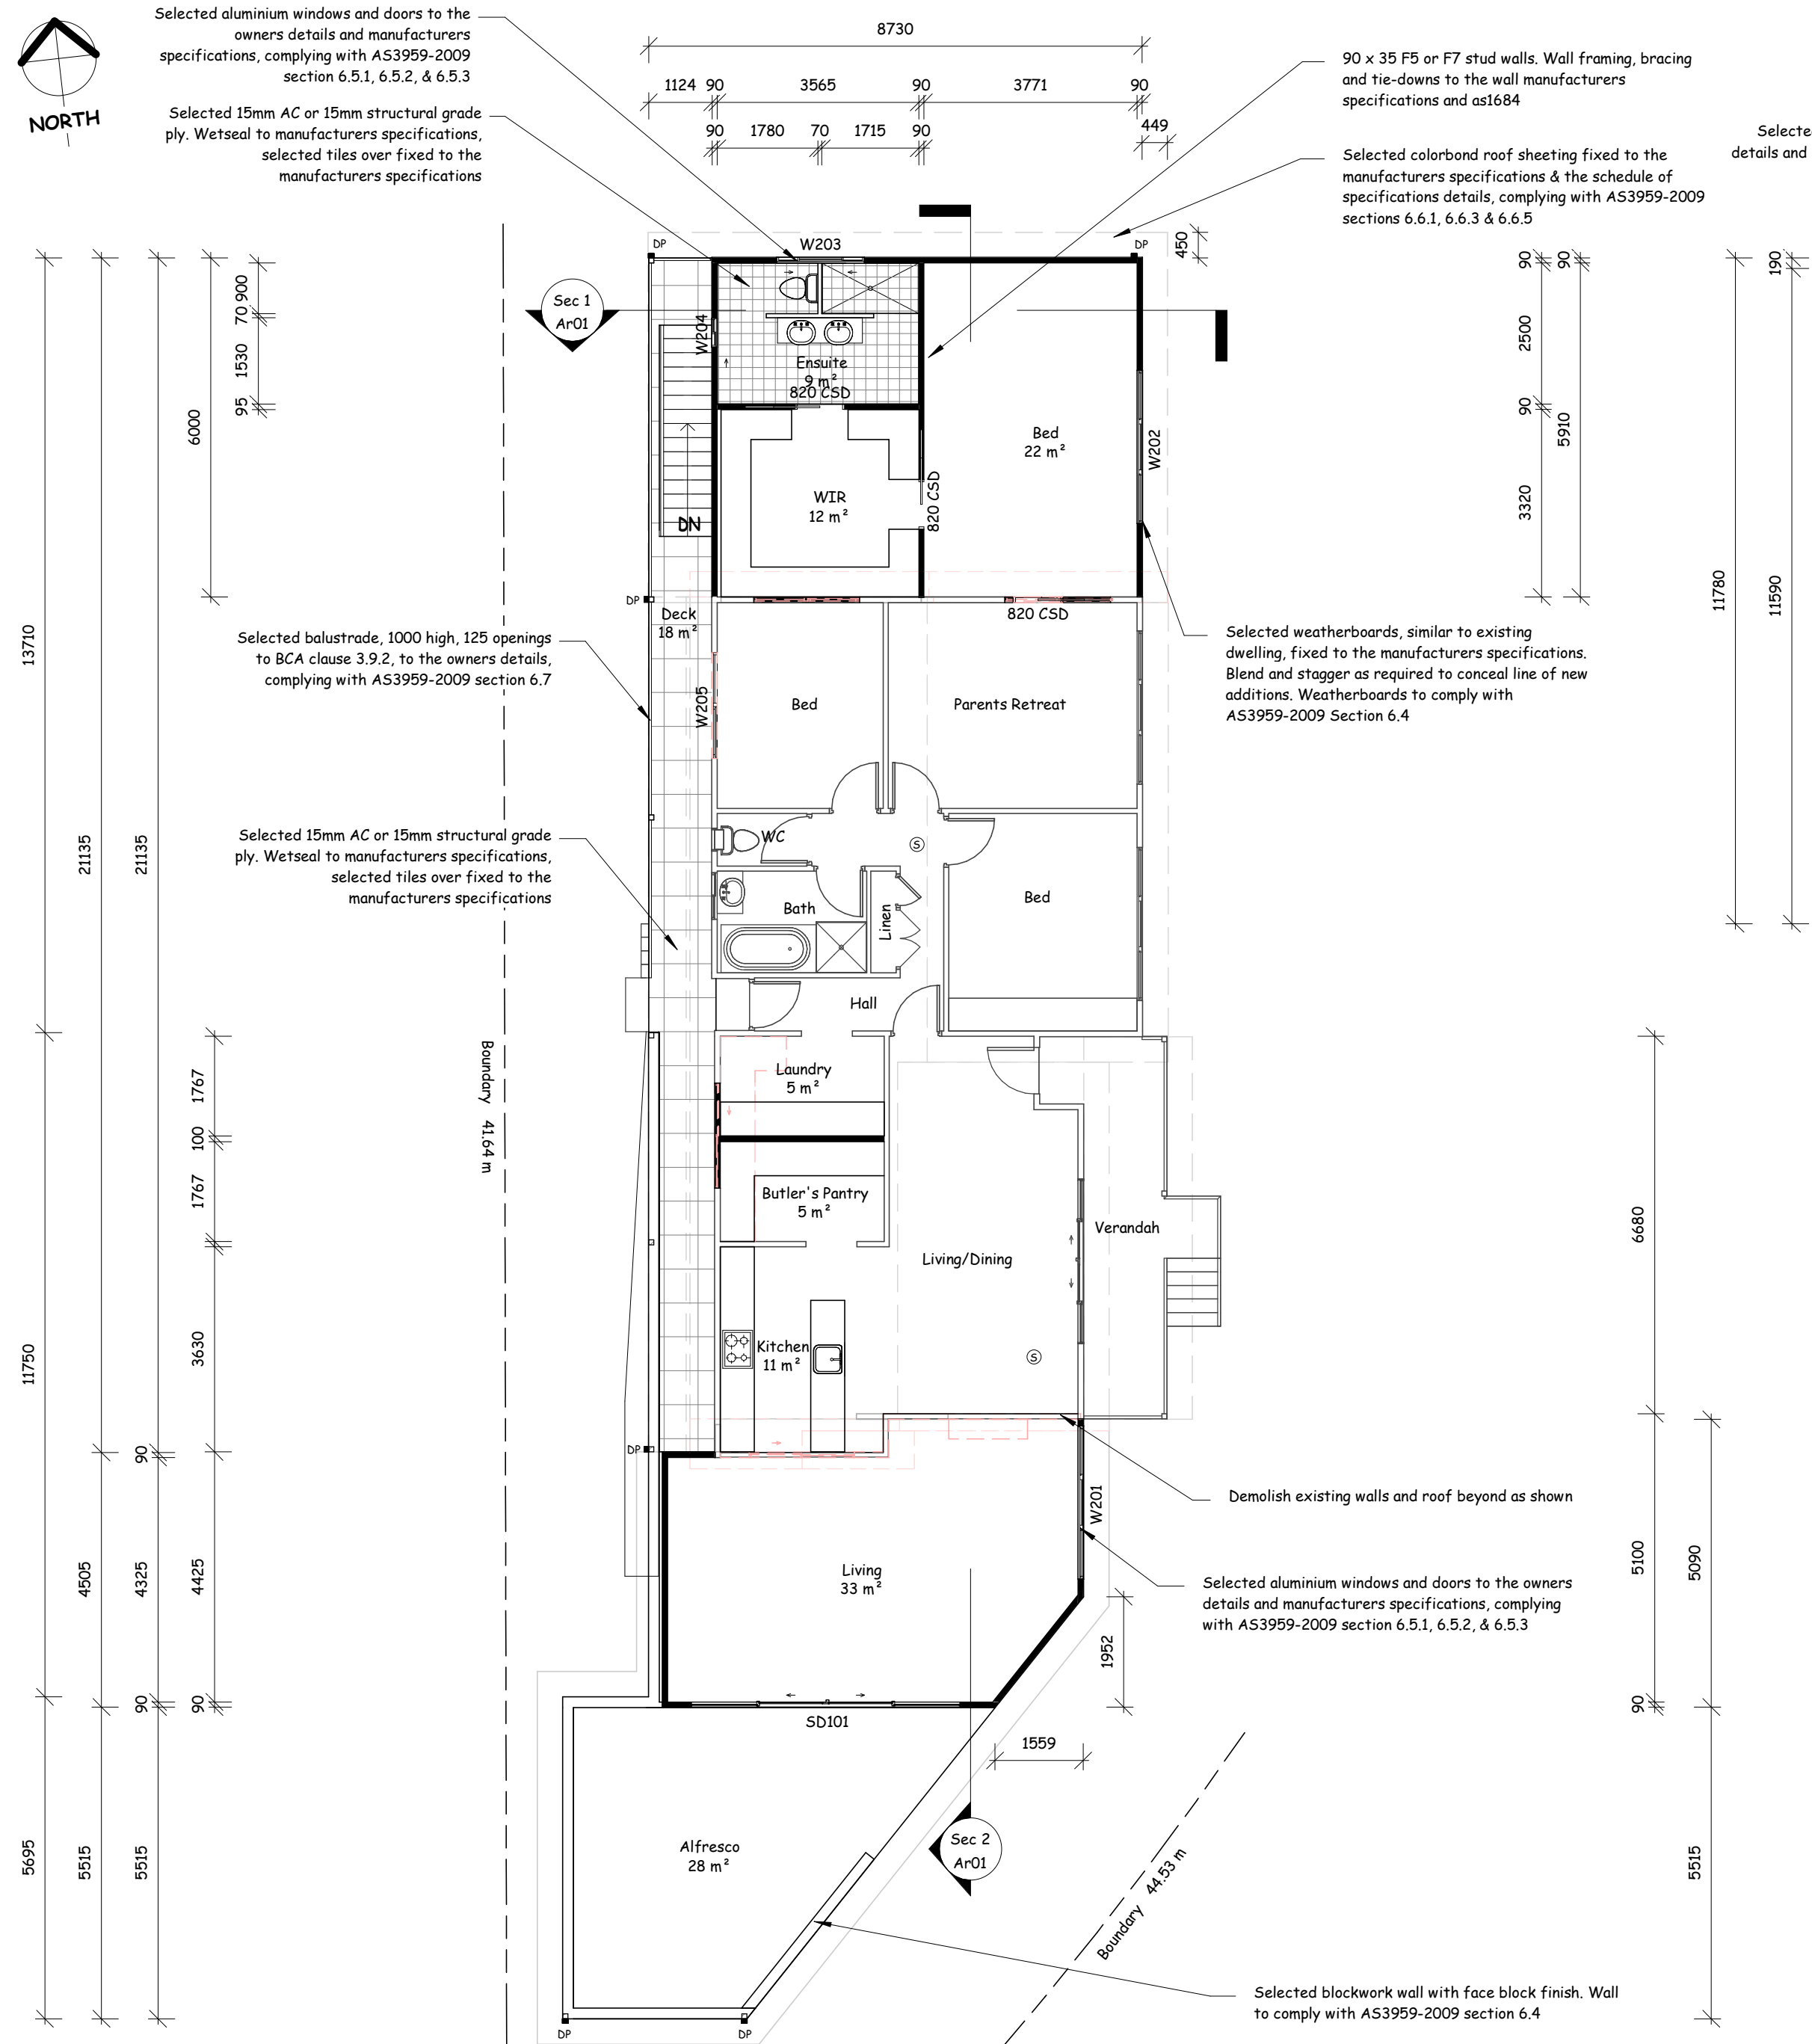 NORTH
Selected aluminium windows and doors to the
owners details and manufacturers
specifications, complying with AS3959-2009
section 6.5.1, 6.5.2, & 6.5.3
Selected 15mm AC or 15mm structural grade
ply. Wetseal to manufacturers specifications,
selected tiles over fixed to the
manufacturers specifications
8730
1124 90 3565 90 3771 90
90 1780 70 1715 90
449
90 x 35 F5 or F7 stud walls. Wall framing, bracing
and tie-downs to the wall manufacturers
specifications and as1684
Selected colorbond roof sheeting fixed to the
manufacturers specifications & the schedule of
specifications details, complying with AS3959-2009
sections 6.6.1, 6.6.3 & 6.6.5
details and
450
DP
W203
DP
Sec 1
Ar01
W204
Ensuite
9 m²
820 CSD
Bed
22 m²
W202
WIR
12 m²
820 CSD
DN
DP
Deck
18 m²
820 CSD
Selected balustrade, 1000 high, 125 openings
to BCA clause 3.9.2, to the owners details,
complying with AS3959-2009 section 6.7
W205
Bed
Parents Retreat
Selected weatherboards, similar to existing
dwelling, fixed to the manufacturers specifications.
Blend and stagger as required to conceal line of new
additions. Weatherboards to comply with
AS3959-2009 Section 6.4
Selected 15mm AC or 15mm structural grade
ply. Wetseal to manufacturers specifications,
selected tiles over fixed to the
manufacturers specifications
WC
S
Bath
Linen
Bed
Hall
Boundary 41.64 m
Laundry
5 m²
Butler's Pantry
5 m²
Verandah
Living/Dining
Kitchen
11 m²
S
DP
W201
Demolish existing walls and roof beyond as shown
Living
33 m²
Selected aluminium windows and doors to the owners
details and manufacturers specifications, complying
with AS3959-2009 section 6.5.1, 6.5.2, & 6.5.3
1952
SD101
1559
Alfresco
28 m²
Sec 2
Ar01
Boundary 44.53 m
Selected blockwork wall with face block finish. Wall
to comply with AS3959-2009 section 6.4
DP
DP
13710
11750
5695
21135
4505
5515
21135
90
4325
90
5515
6000
1767
100
1767
3630
4425
90
900
70
1530
95
90
2500
90
3320
90
5910
6680
5100
90
5090
5515
11780
190
11590